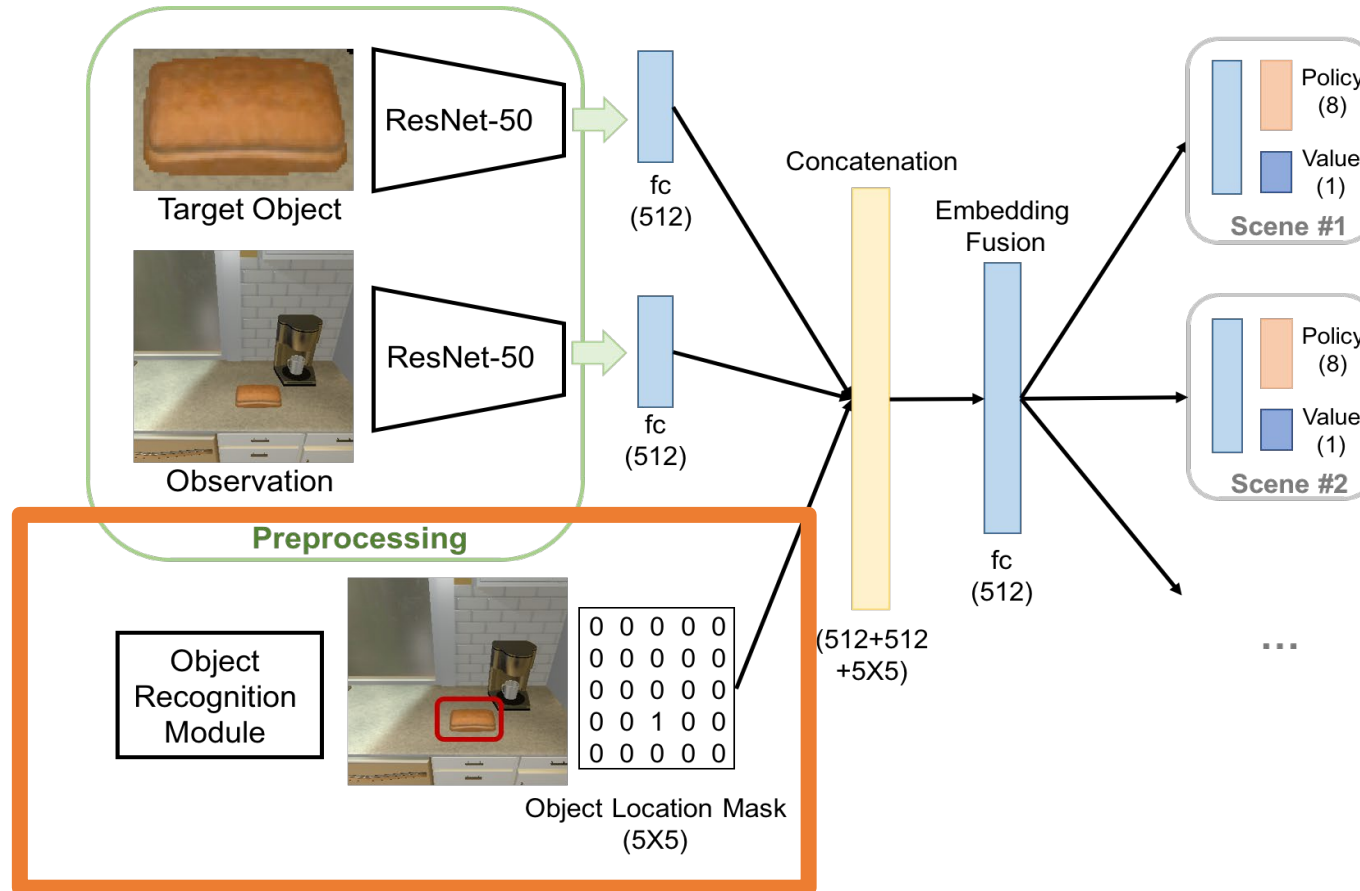 ResNet-50
Target Object
fc
(512)
ResNet-50
Observation
fc
(512)
Preprocessing
Object
Recognition
Module
0 0 0 0 0
0 0 0 0 0
0 0 0 0 0
0 0 1 0 0
0 0 0 0 0
Object Location Mask
(5X5)
Concatenation
(512+512
+5X5)
Embedding
Fusion
fc
(512)
Policy
(8)
Value
(1)
Scene #1
Policy
(8)
Value
(1)
Scene #2
...